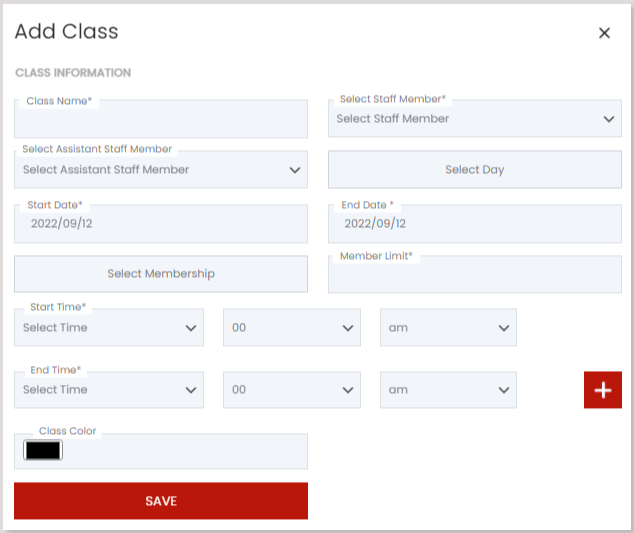 Add Class
CLASS INFORMATION
Class Name*
Select Staff Member*
Select Staff Member
Select Assistant Staff Member
Select Assistant Staff Member
Select Day
Start Date*
2022/09/12
End Date *
2022/09/12
Select Membership
Member Limit*
Start Time*
Select Time
00
am
End Time*
Select Time
00
am
Class Color
SAVE